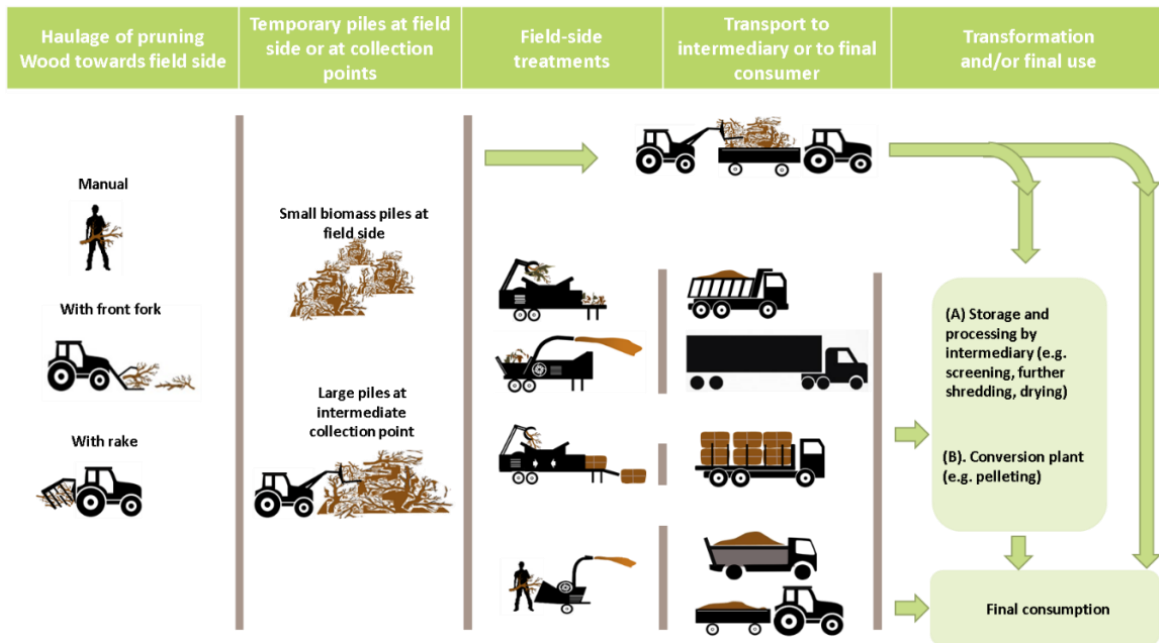 Haulage of pruning
Wood towards field side
Temporary piles at field
side or at collection
points
Field-side
treatments
Transport to
intermediary or to final
consumer
Transformation
and/or final use
Manual
With front fork
With rake
Small biomass piles at
field side
Large piles at
intermediate
collection point
(A) Storage and
processing by
intermediary (e.g.
screening, further
shredding, drying)
(B). Conversion plant
(e.g. pelleting)
Final consumption